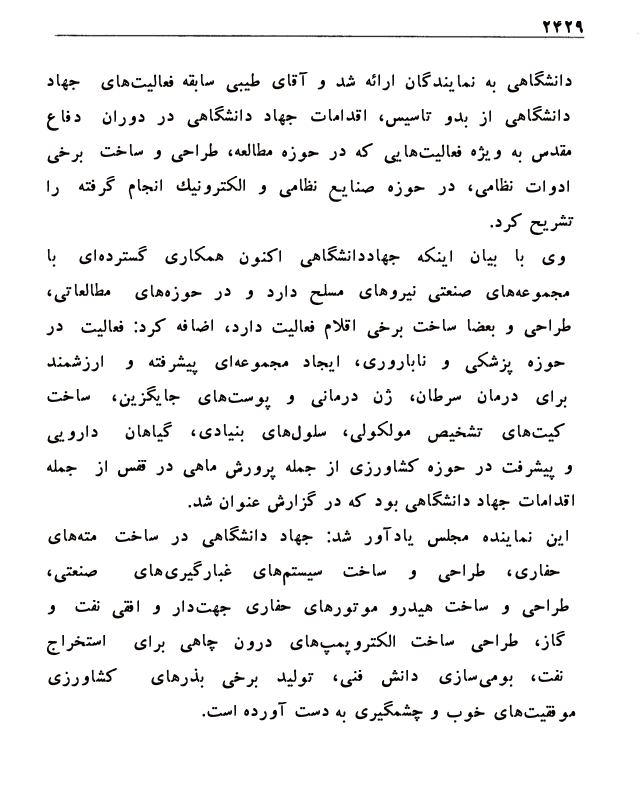 ۲۴۲۹
دانشگاهی به نمایندگان ارائه شد و آقای طیبی سابقه فعالیت‌های جهاد
دانشگاهی از بدو تاسیس، اقدامات جهاد دانشگاهی در دوران دفاع
مقدس به ویژه فعالیت‌هایی که در حوزه مطالعه، طراحی و ساخت برخی
ادوات نظامی، در حوزه صنایع نظامی و الکترونیك انجام گرفته را
تشریح کرد.
وی با بیان اینکه جهاددانشگاهی اکنون همکاری گسترده‌ای با
مجموعه‌های صنعتی نیروهای مسلح دارد و در حوزه‌های مطالعاتی،
طراحی و بعضا ساخت برخی اقلام فعالیت دارد، اضافه کرد: فعالیت در
حوزه پزشکی و ناباروری، ایجاد مجموعه‌ای پیشرفته و ارزشمند
برای درمان سرطان، ژن درمانی و پوست‌های جایگزین، ساخت
کیت‌های تشخیص مولکولی، سلول‌های بنیادی، گیاهان دارویی
و پیشرفت در حوزه کشاورزی از جمله پرورش ماهی در قفس از جمله
اقدامات جهاد دانشگاهی بود که در گزارش عنوان شد.
این نماینده مجلس یادآور شد: جهاد دانشگاهی در ساخت مته‌های
حفاری، طراحی و ساخت سیستم‌های غبارگیری‌های صنعتی،
طراحی و ساخت هیدرو موتورهای حفاری جهت‌دار و افقی نفت و
گاز، طراحی ساخت الکتروپمپ‌های درون چاهی برای استخراج
نفت، بومی‌سازی دانش فنی، تولید برخی بذرهای کشاورزی
موفقیت‌های خوب و چشمگیری به دست آورده است.